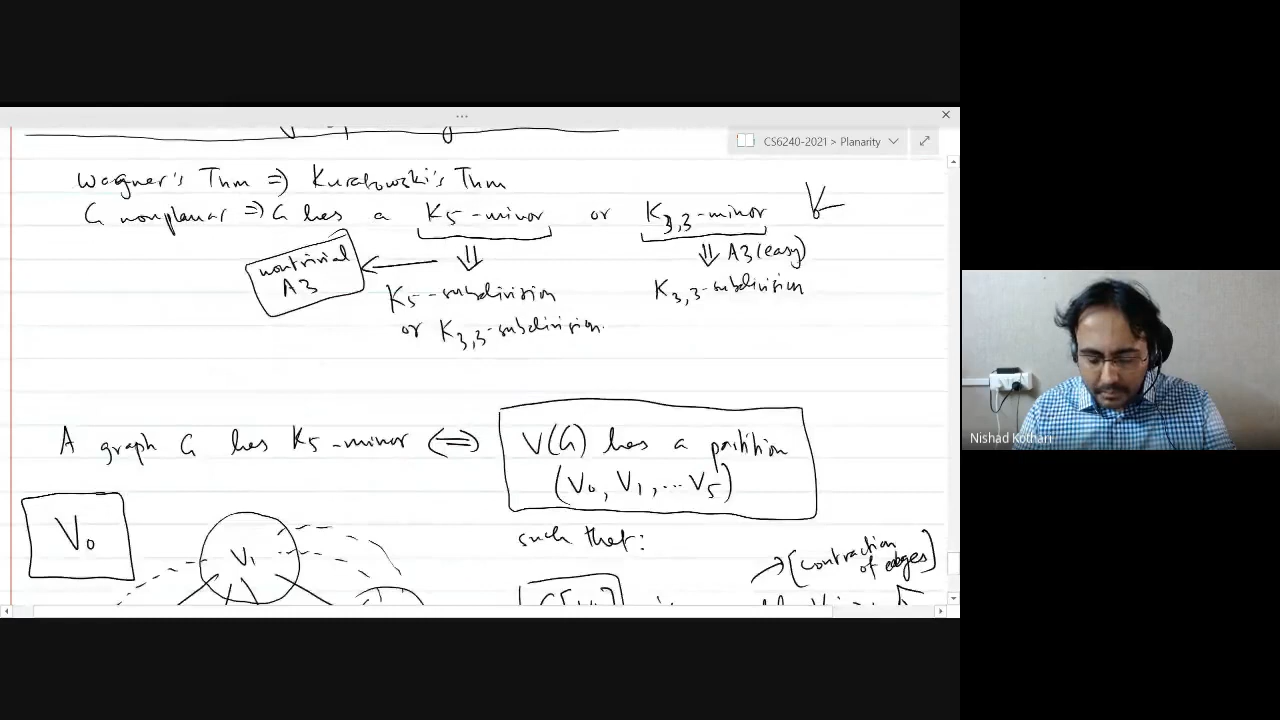 CS6240-2021 > Planarity
Wagner's Thm ⇒ Kuratowski's Thm
G nonplanar ⇒ G has a K5-minor or K3,3-minor
nontrivial
A3
A3 (easy)
K5-subdivision
or K3,3-subdivision.
K3,3-subdivision
A graph G has K5-minor ⇔ V(G) has a partition
(V0, V1, ... V5)
such that:
V0
V1
[contraction
of edges]
Nishad Kothari